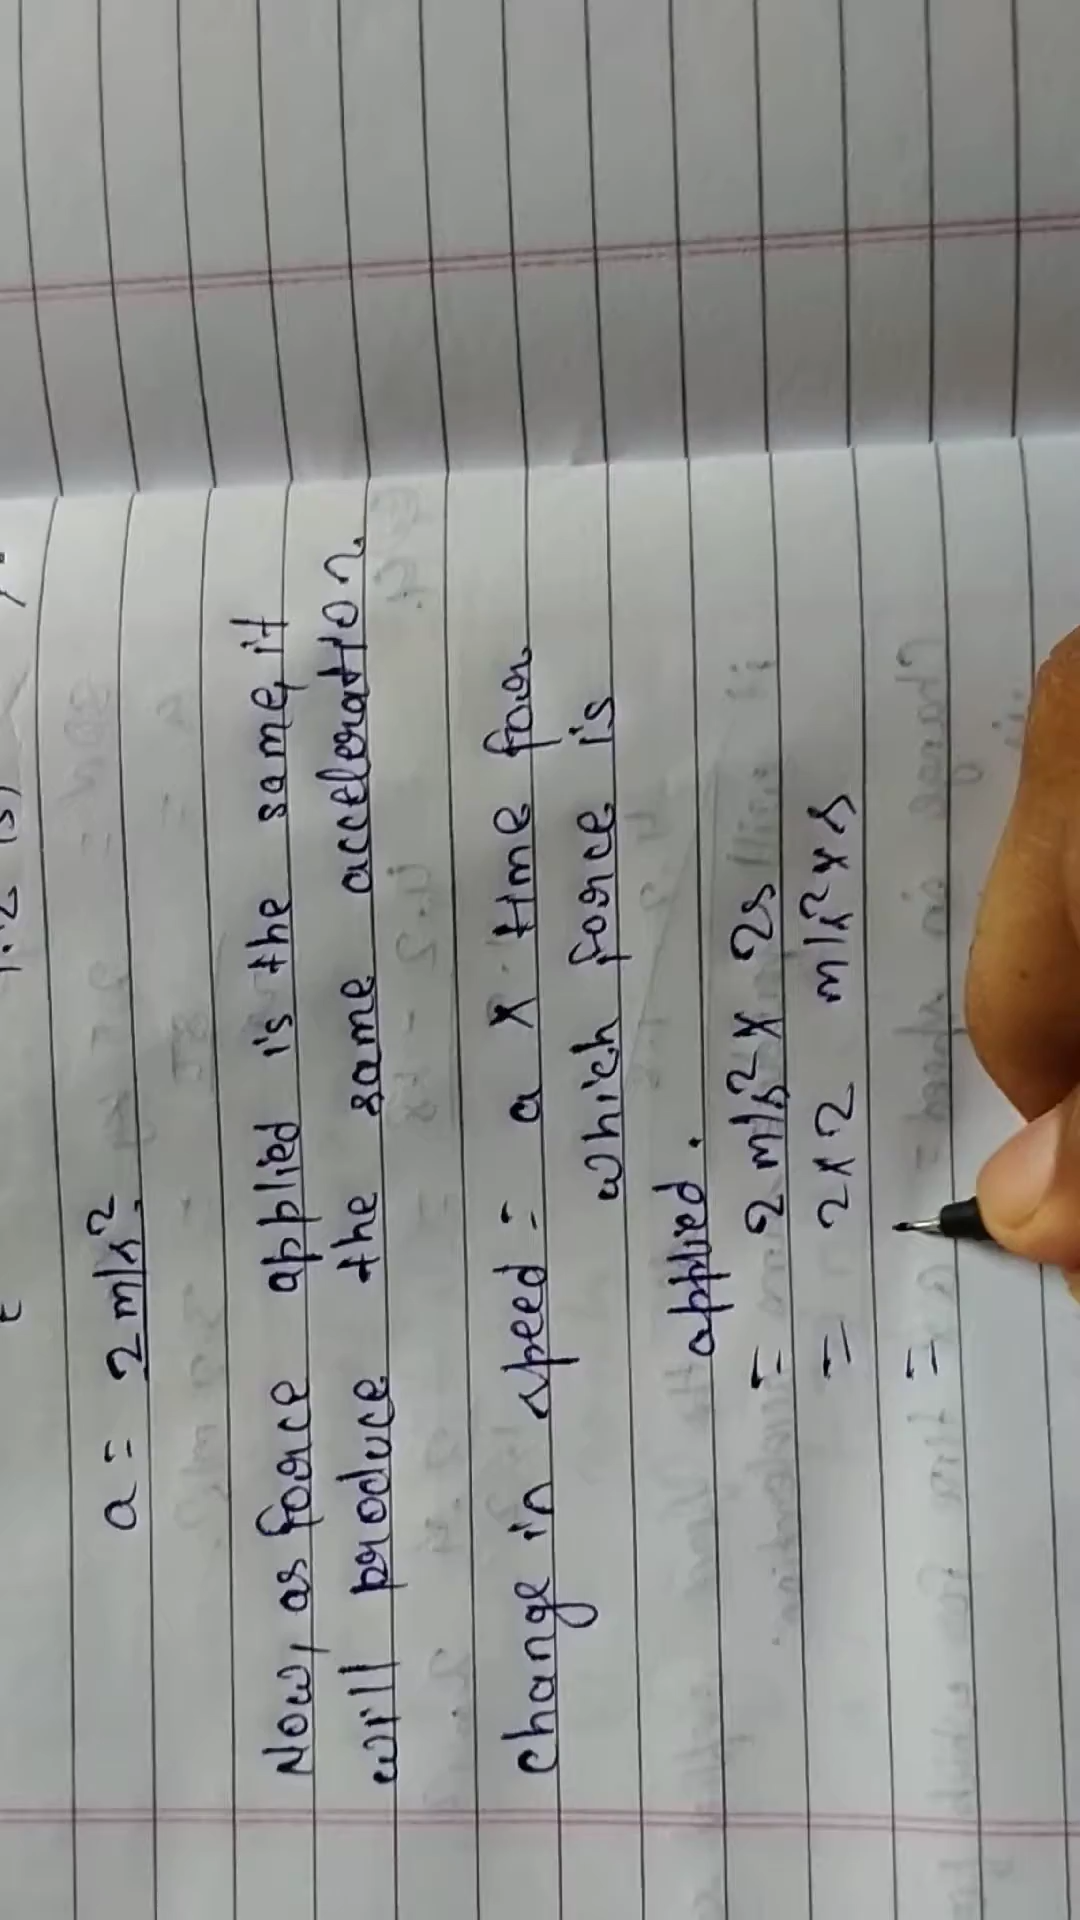 a = 2 m/s²
Now, as force applied is the same, it
will produce the same acceleration.
Change in speed = a × time for
which force is
applied.
= 2 m/s² × 2s
= 2×2 m/s² × s
=